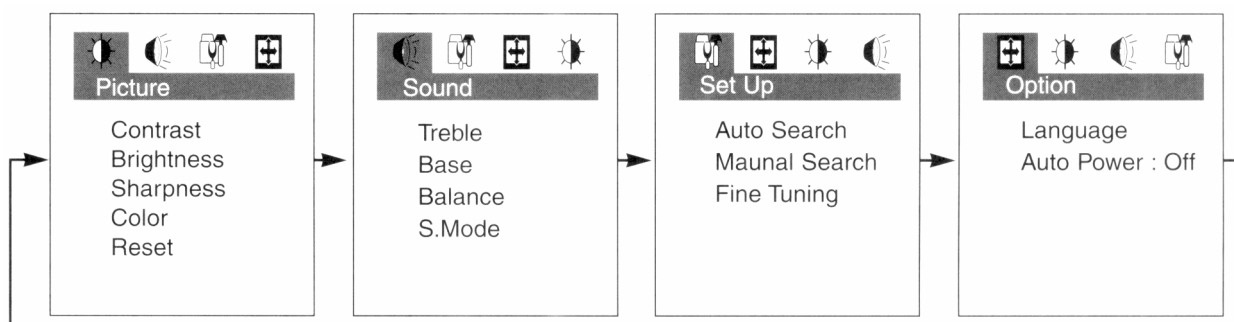 Picture
Contrast
Brightness
Sharpness
Color
Reset
Sound
Treble
Base
Balance
S.Mode
Set Up
Auto Search
Maunal Search
Fine Tuning
Option
Language
Auto Power : Off